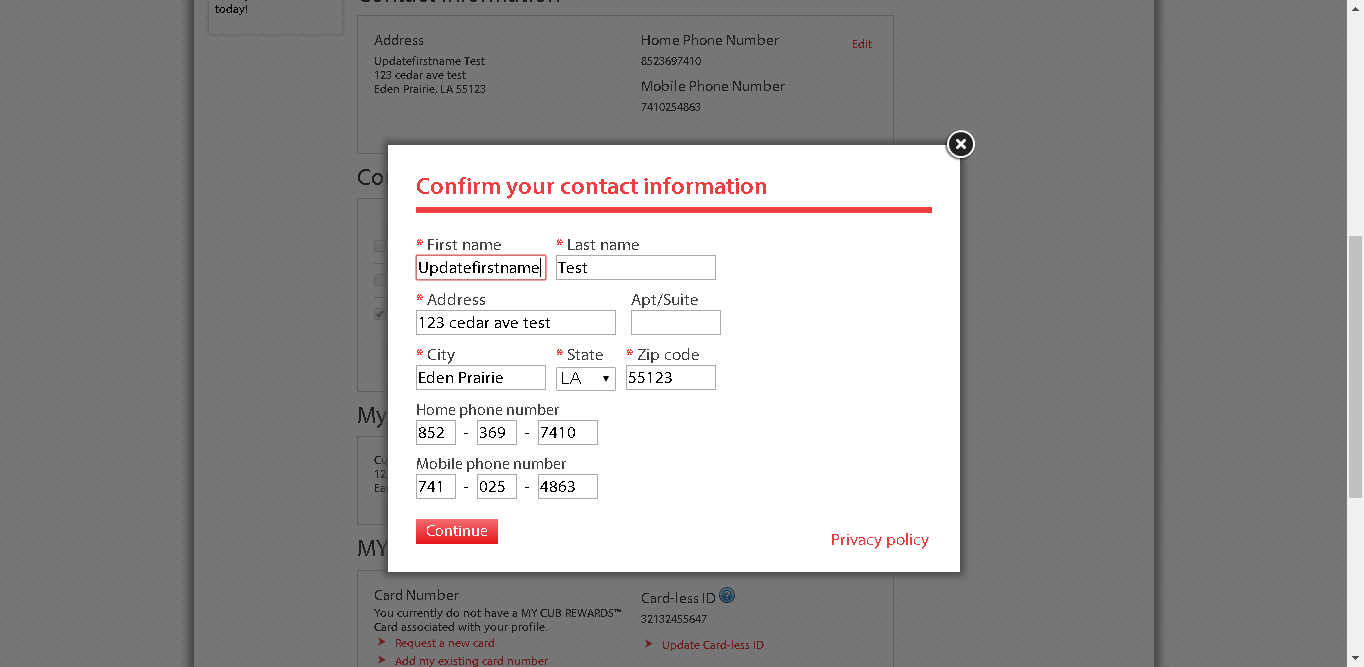 today!
Contact Information
Address
Home Phone Number
Edit
Updatefirstname Test
8523697410
123 cedar ave test
Eden Prairie, LA 55123
Mobile Phone Number
7410254863
Confirm your contact information
* First name * Last name
Updatefirstname Test
* Address Apt/Suite
123 cedar ave test
* City * State * Zip code
Eden Prairie LA 55123
Home phone number
852 - 369 - 7410
Mobile phone number
741 - 025 - 4863
Continue
Privacy policy
My
MY
Card Number
Card-less ID ?
You currently do not have a MY CUB REWARDS™
Card associated with your profile.
32132455647
Request a new card
Update Card-less ID
Add my existing card number